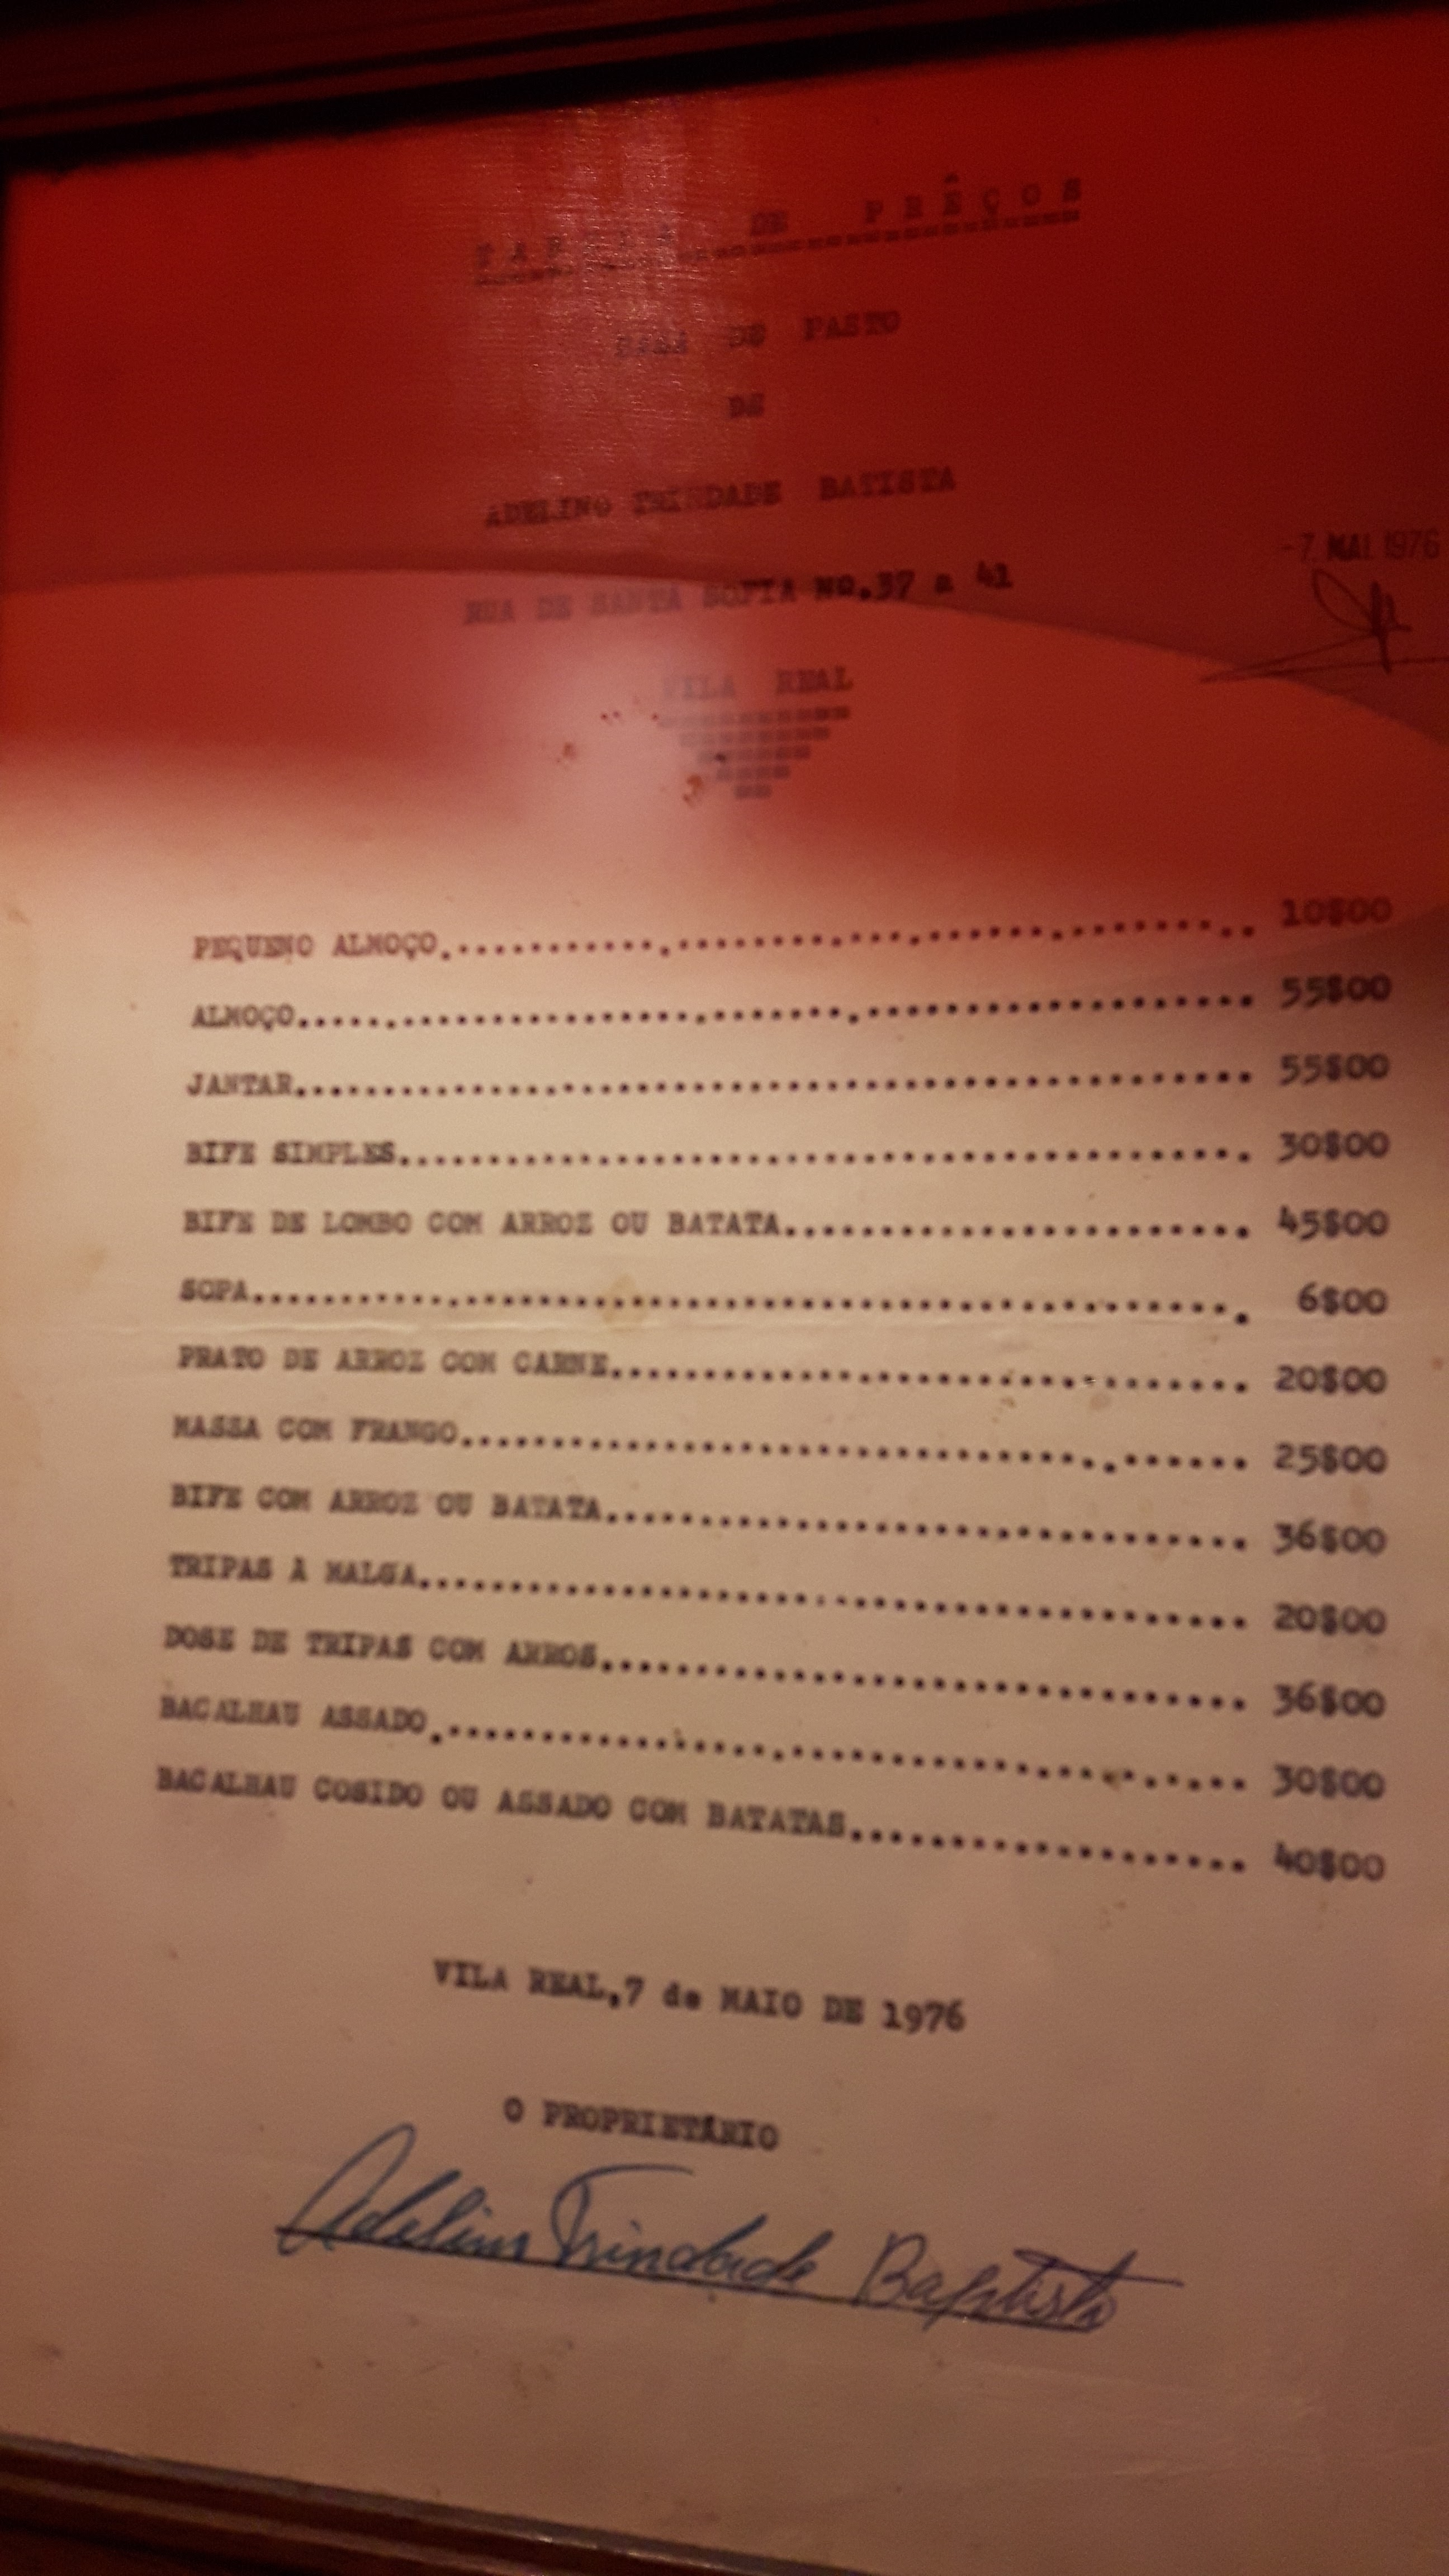 TABELA DE PRÊÇOS
CASA DE PASTO
DE
ADELINO TRINDADE BATISTA
-7. MAI. 1976
RUA DE SANTA SOFIA NO.37 a 41
VILA REAL
PEQUENO ALMOÇO................................................ 10$00
ALMOÇO................................................ 55$00
JANTAR................................................ 55$00
BIFE SIMPLES................................................ 30$00
BIFE DE LOMBO COM ARROZ OU BATATA........................ 45$00
SOPA................................................ 6$00
PRATO DE ARROZ COM CARNE.................................. 20$00
MASSA COM FRANGO.......................................... 25$00
BIFE COM ARROZ OU BATATA.................................. 36$00
TRIPAS À MALGA............................................ 20$00
DOSE DE TRIPAS COM ARROS.................................. 36$00
BACALHAU ASSADO........................................... 30$00
BACALHAU COSIDO OU ASSADO COM BATATAS..................... 40$00
VILA REAL,7 de MAIO DE 1976
O PROPRIETÁRIO
Adelino Trindade Baptista